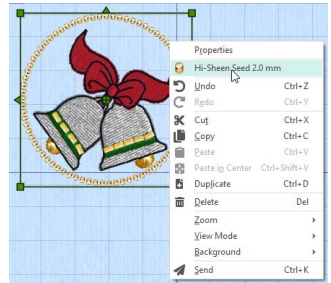 Properties
Hi-Sheen Seed 2.0 mm
Undo Ctrl+Z
Redo Ctrl+Y
Cut Ctrl+X
Copy Ctrl+C
Paste Ctrl+V
Paste in Center Ctrl+Shift+V
Duplicate Ctrl+D
Delete Del
Zoom
View Mode
Background
Send Ctrl+K